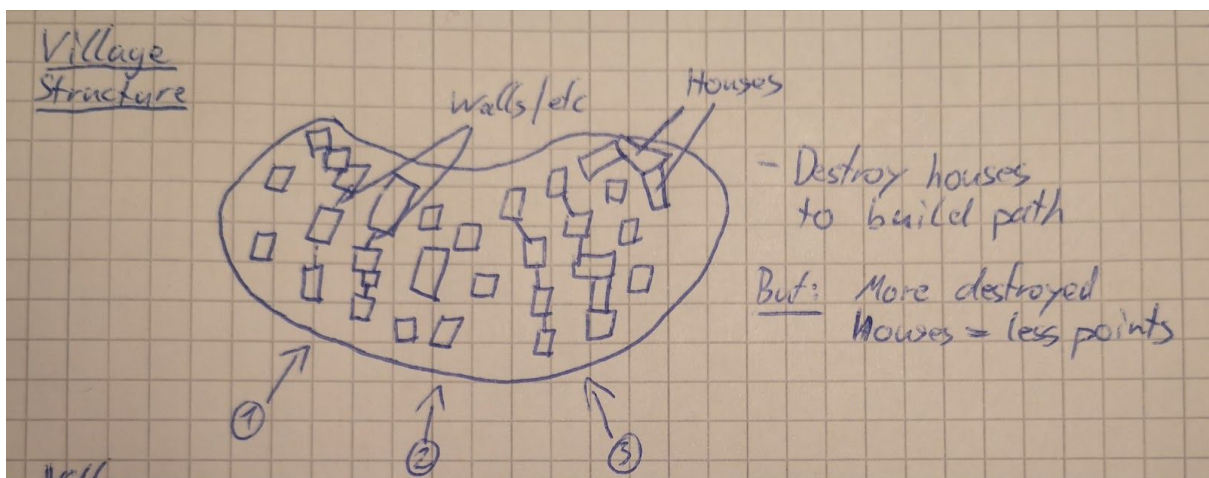 Village
Structure
Walls/etc
Houses
- Destroy houses
to build path
But: More destroyed
Houses = less points
1
2
3